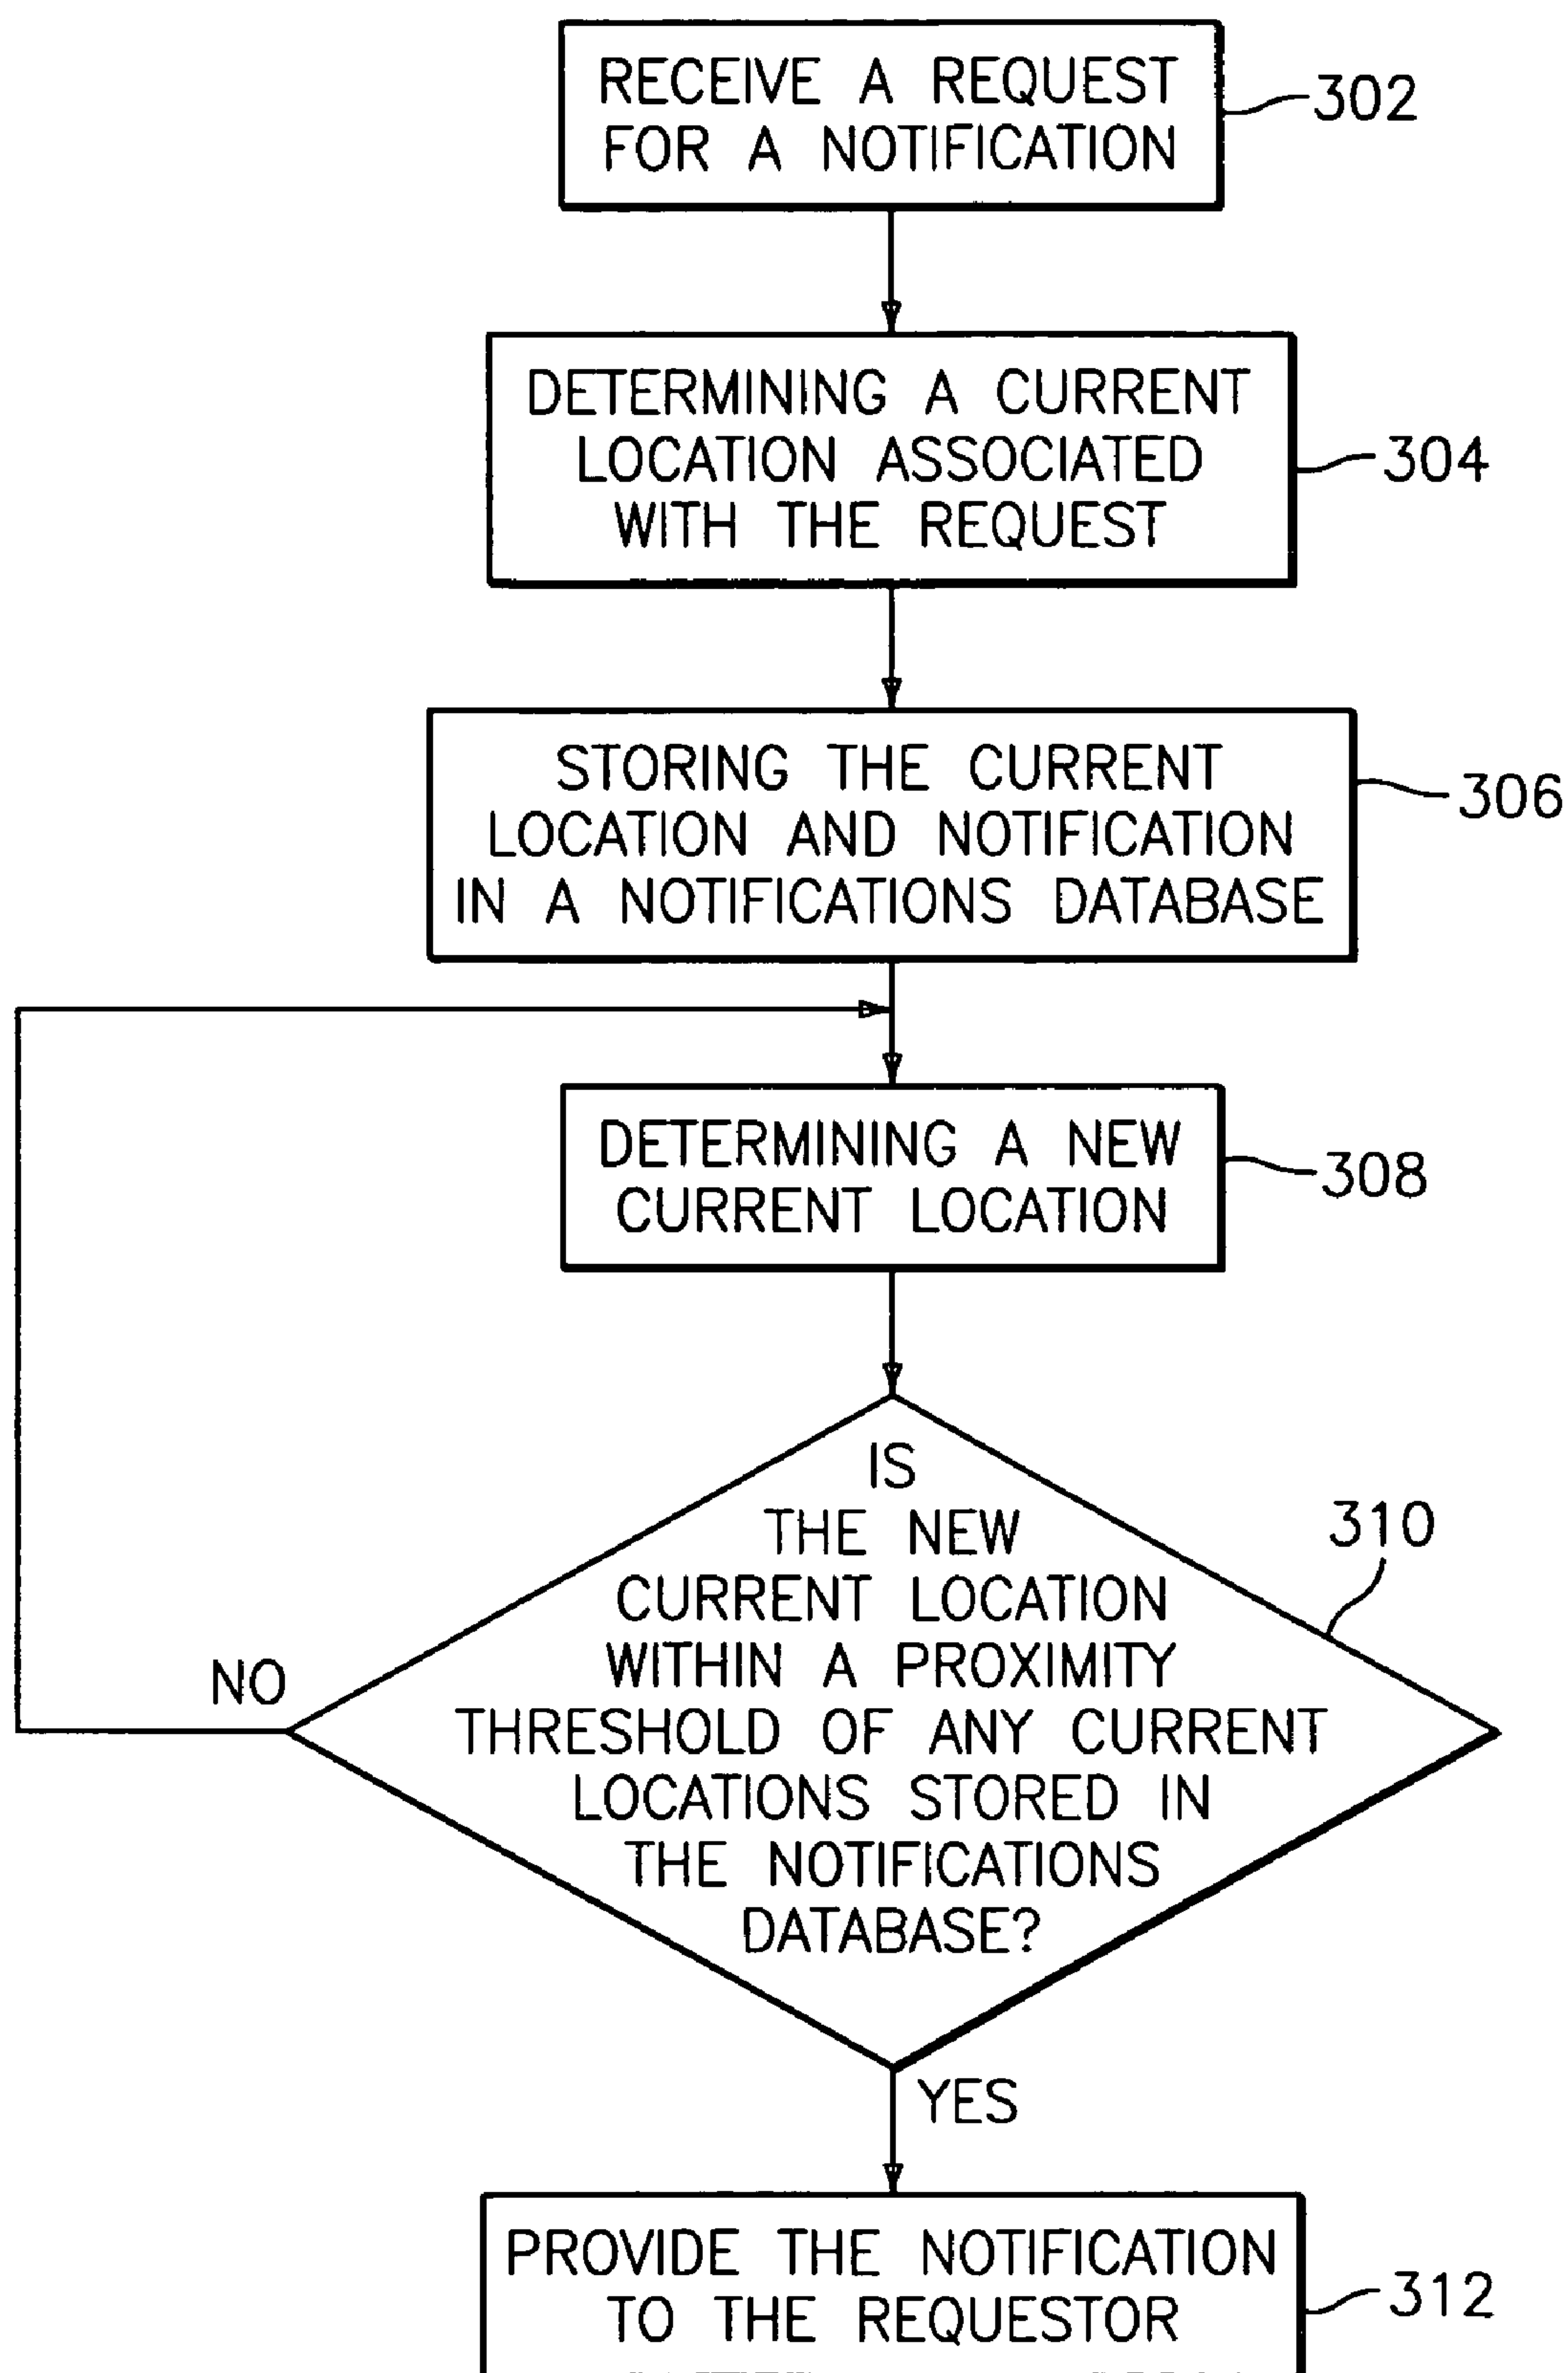 RECEIVE A REQUEST
FOR A NOTIFICATION
302
DETERMINING A CURRENT
LOCATION ASSOCIATED
WITH THE REQUEST
304
STORING THE CURRENT
LOCATION AND NOTIFICATION
IN A NOTIFICATIONS DATABASE
306
DETERMINING A NEW
CURRENT LOCATION
308
IS
THE NEW
CURRENT LOCATION
WITHIN A PROXIMITY
THRESHOLD OF ANY CURRENT
LOCATIONS STORED IN
THE NOTIFICATIONS
DATABASE?
310
NO
YES
PROVIDE THE NOTIFICATION
TO THE REQUESTOR
312